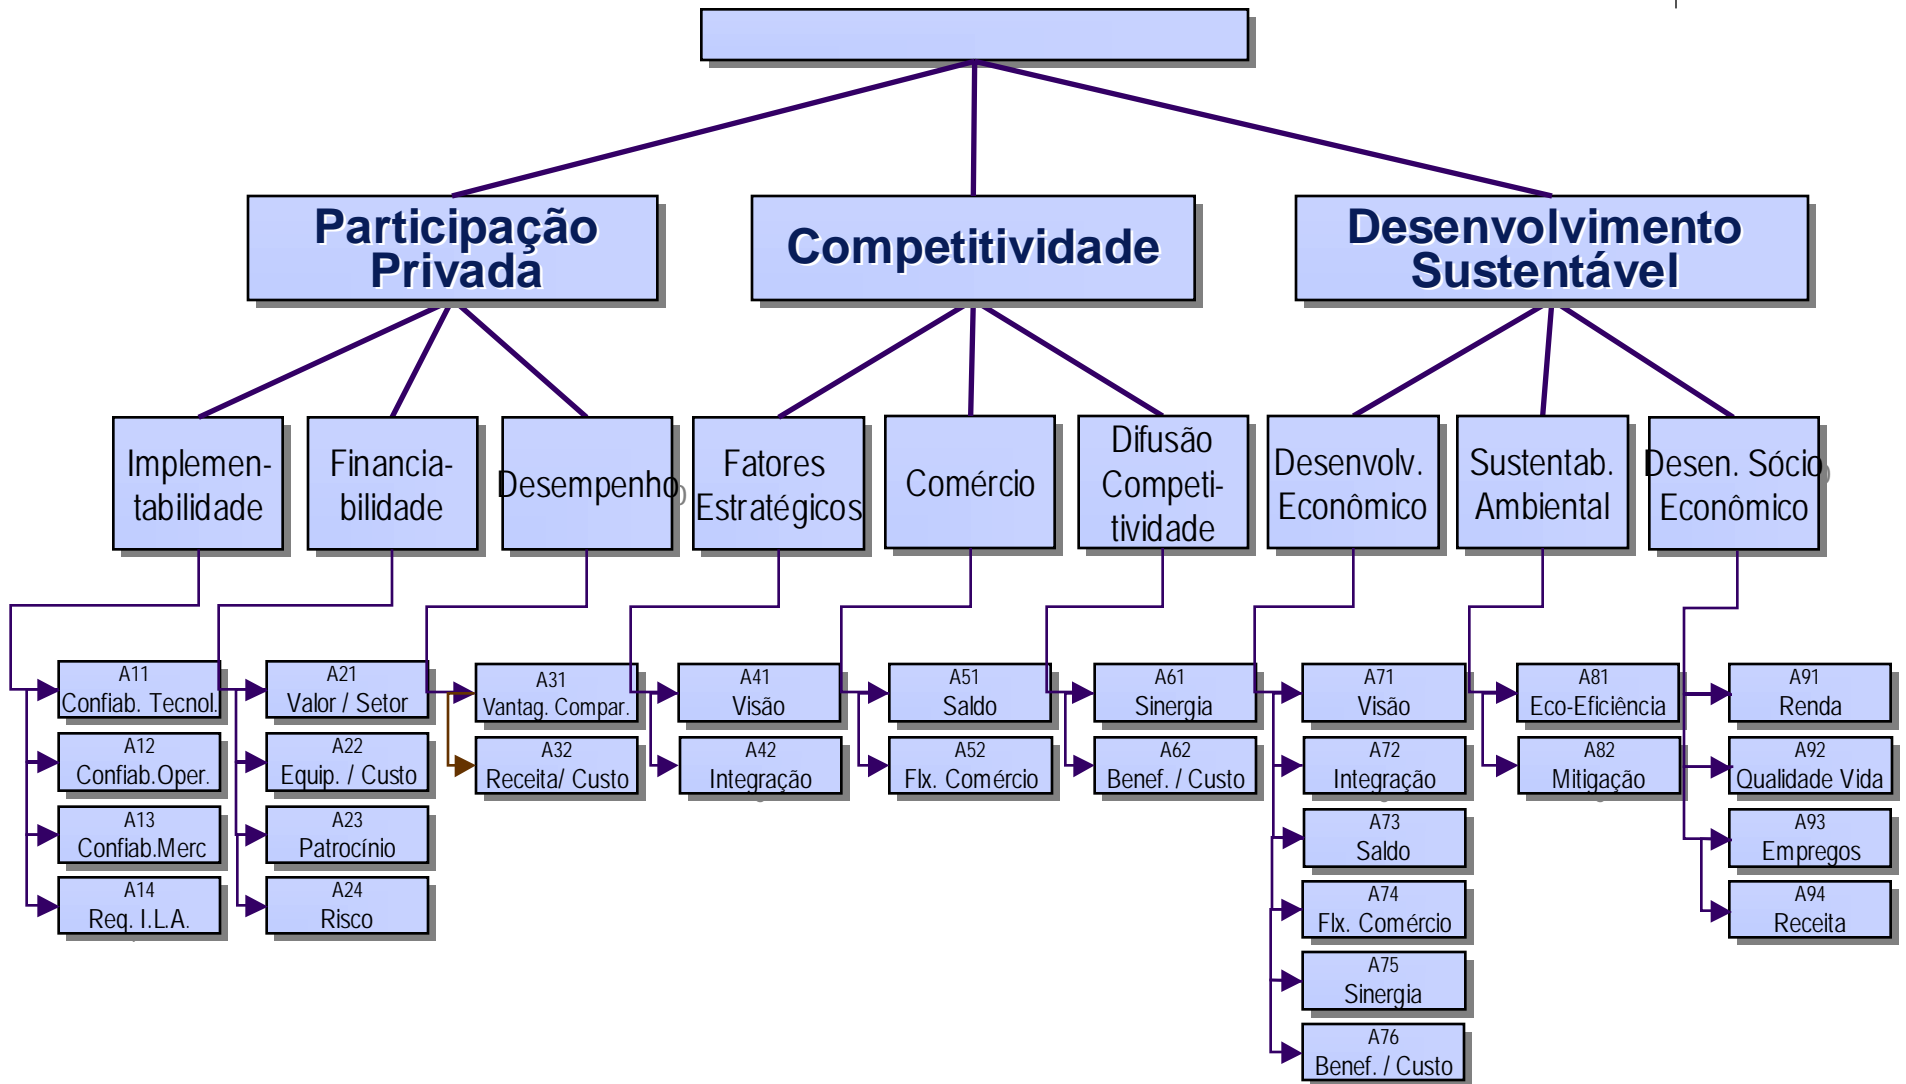 Participação
Privada
Competitividade
Desenvolvimento
Sustentável
Implemen-
tabilidade
Financia-
bilidade
Desempenho
Fatores
Estratégicos
Comércio
Difusão
Competi-
tividade
Desenvolv.
Econômico
Sustentab.
Ambiental
Desen. Sócio
Econômico
A11
Confiab. Tecnol.
A12
Confiab.Oper.
A13
Confiab.Merc
A14
Req. I.L.A.
A21
Valor / Setor
A22
Equip. / Custo
A23
Patrocínio
A24
Risco
A31
Vantag. Compar.
A32
Receita/ Custo
A41
Visão
A42
Integração
A51
Saldo
A52
Flx. Comércio
A61
Sinergia
A62
Benef. / Custo
A71
Visão
A72
Integração
A73
Saldo
A74
Flx. Comércio
A75
Sinergia
A76
Benef. / Custo
A81
Eco-Eficiência
A82
Mitigação
A91
Renda
A92
Qualidade Vida
A93
Empregos
A94
Receita